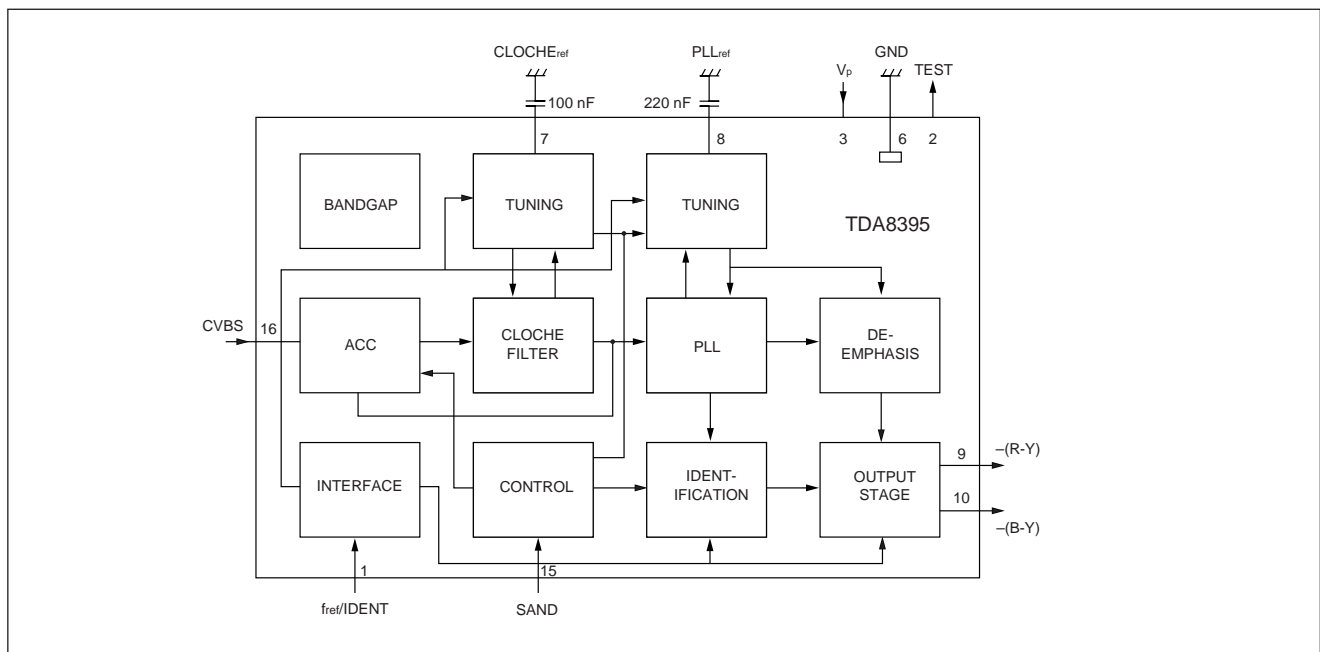 CLOCHEref
PLLref
GND
Vp
TEST
100 nF
220 nF
7
8
3
6
2
BANDGAP
TUNING
TUNING
TDA8395
CVBS
16
ACC
CLOCHE
FILTER
PLL
DE-
EMPHASIS
INTERFACE
CONTROL
IDENT-
IFICATION
OUTPUT
STAGE
9
–(R-Y)
10
–(B-Y)
1
15
fref/IDENT
SAND